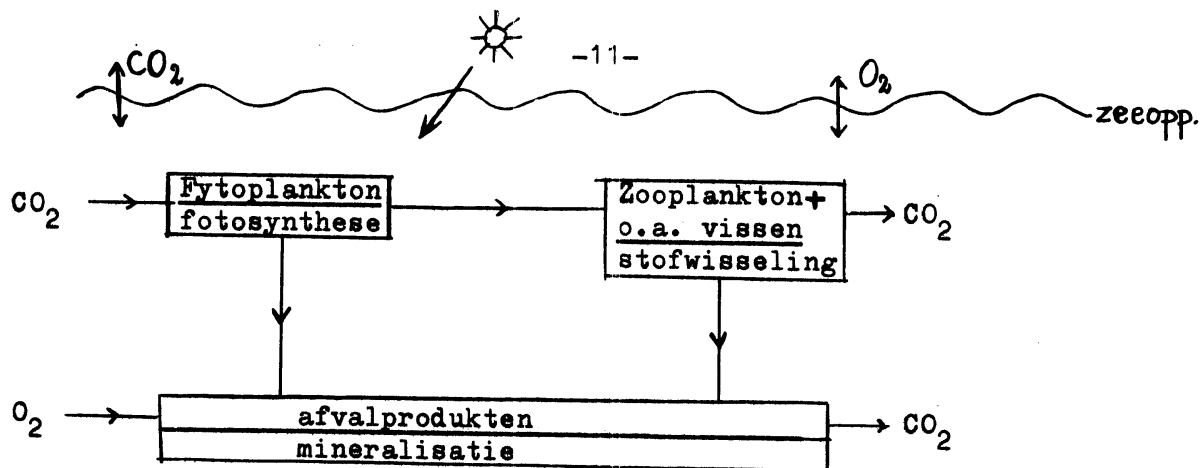 -11-
CO₂
O₂
zeeopp.
CO₂
Fytoplankton
fotosynthese
Zooplankton+
o.a. vissen
stofwisseling
CO₂
O₂
afvalprodukten
mineralisatie
CO₂